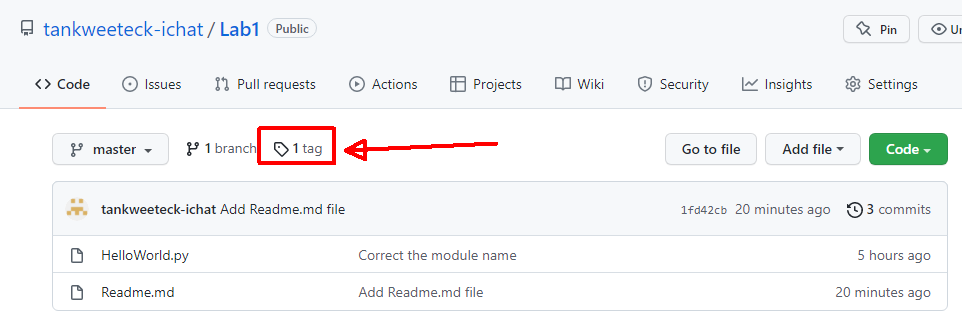 tankweeteck-ichat / Lab1 Public Pin
Code Issues Pull requests Actions Projects Wiki Security Insights Settings
master 1 branch 1 tag Go to file Add file Code
tankweeteck-ichat Add Readme.md file 1fd42cb 20 minutes ago 3 commits
HelloWorld.py Correct the module name 5 hours ago
Readme.md Add Readme.md file 20 minutes ago